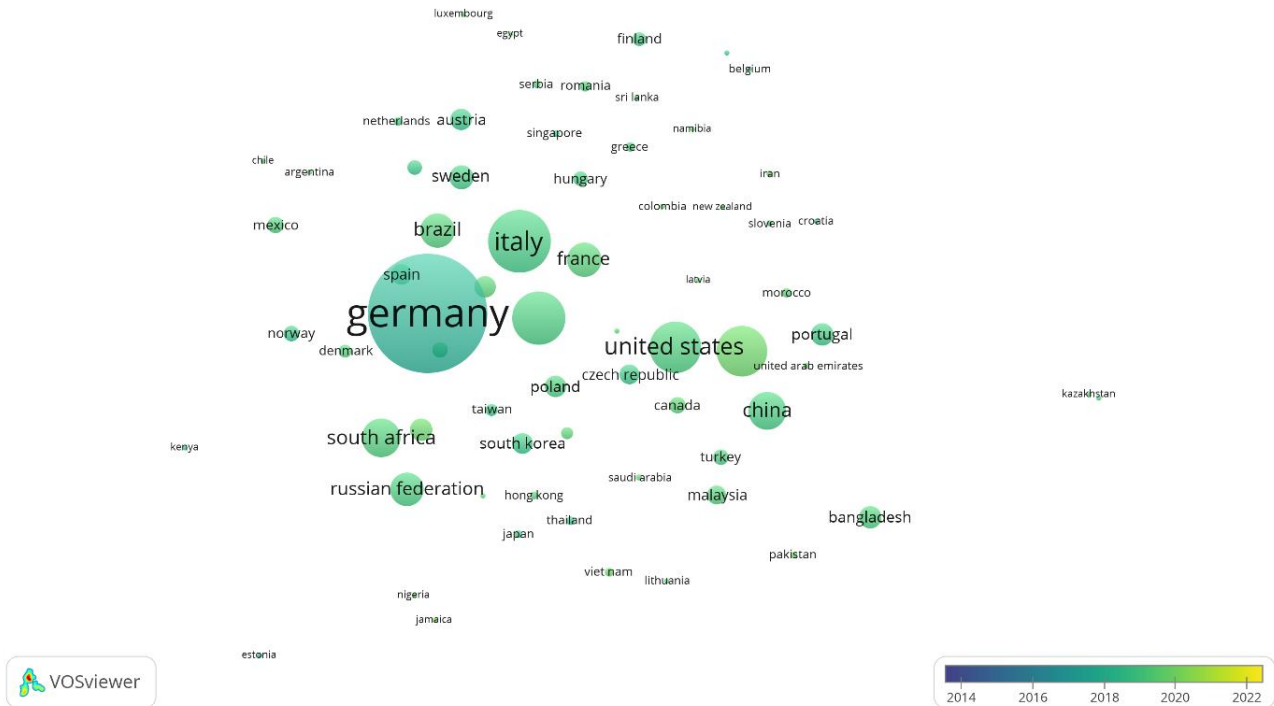 luxembourg
egypt
finland
belgium
serbia
romania
sri lanka
netherlands
austria
singapore
namibia
greece
chile
argentina
sweden
hungary
iran
colombia
new zealand
mexico
brazil
slovenia
croatia
italy
france
spain
latvia
morocco
germany
norway
denmark
united states
portugal
czech republic
united arab emirates
poland
kazakhstan
taiwan
canada
china
south africa
south korea
kenya
turkey
saudi arabia
russian federation
hong kong
malaysia
thailand
bangladesh
japan
pakistan
viet nam
lithuania
nigeria
jamaica
estonia
VOSviewer
2014 2016 2018 2020 2022